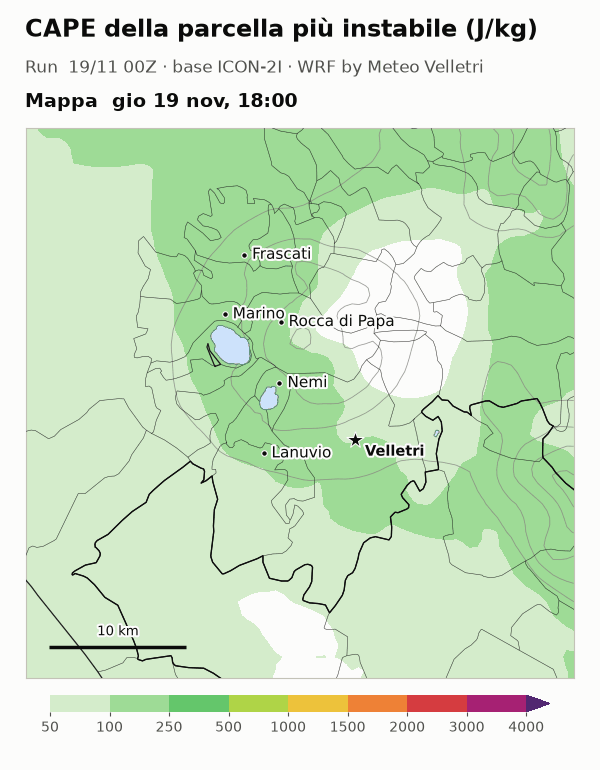 CAPE della parcella più instabile (J/kg)
Run  19/11 00Z · base ICON-2I · WRF by Meteo Velletri
Mappa  gio 19 nov, 18:00
Frascati
Marino
Rocca di Papa
Nemi
Velletri
Lanuvio
10 km
50 100 250 500 1000 1500 2000 3000 4000